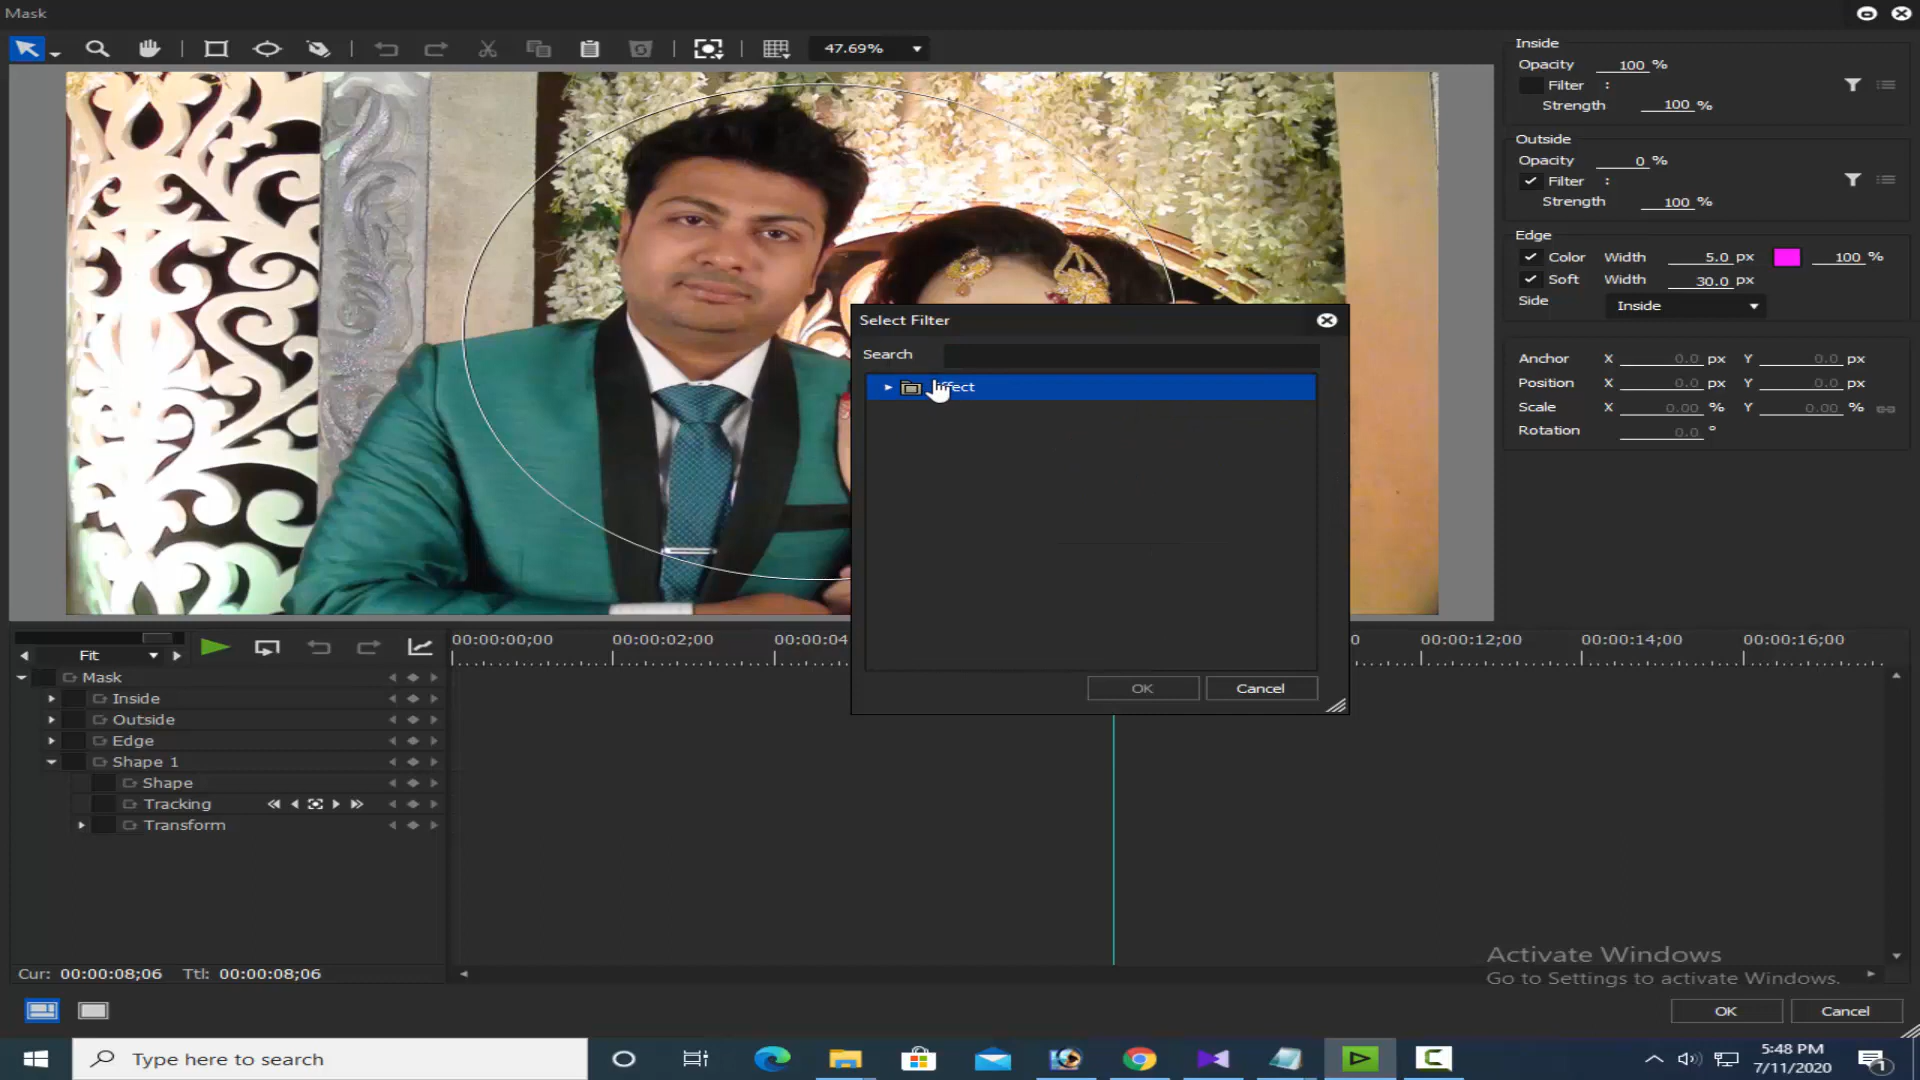 Mask
47.69%
Inside
Opacity 100 %
Filter :
Strength 100 %
Outside
Opacity 0 %
Filter :
Strength 100 %
Edge
Color Width 5.0 px 100 %
Soft Width 30.0 px
Side Inside
Anchor X 0.0 px Y 0.0 px
Position X 0.0 px Y 0.0 px
Scale X 0.00 % Y 0.00 %
Rotation 0.0 °
Select Filter
Search
ffect
OK Cancel
Fit
00:00:00;00 00:00:02;00 00:00:04 0 00:00:12;00 00:00:14;00 00:00:16;00
Mask
Inside
Outside
Edge
Shape 1
Shape
Tracking
Transform
Cur: 00:00:08;06 Ttl: 00:00:08;06
Activate Windows
Go to Settings to activate Windows.
OK Cancel
Type here to search
5:48 PM
7/11/2020
1